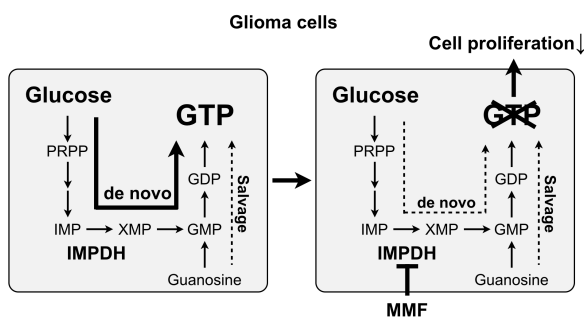 Glioma cells
Cell proliferation↓
Glucose
GTP
PRPP
de novo
GDP
Salvage
IMP
XMP
GMP
IMPDH
Guanosine
Glucose
GTP
PRPP
de novo
GDP
Salvage
IMP
XMP
GMP
IMPDH
Guanosine
MMF